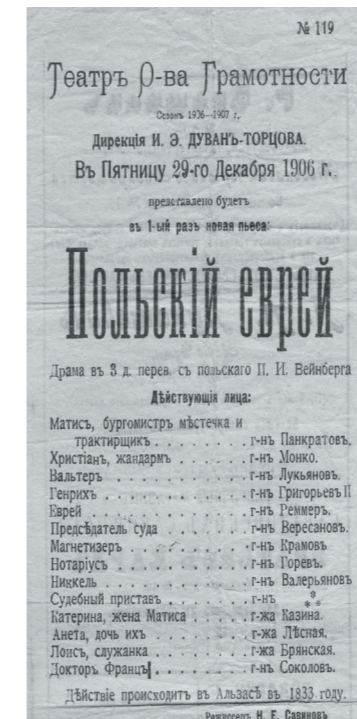 № 119
Театръ О-ва Грамотности
Сезонъ 1906—1907 г.
Дирекція И. Э. ДУВАНЪ-ТОРЦОВА.
Въ Пятницу 29-го Декабря 1906 г.
представлено будетъ
въ 1-ый разъ новая пьеса:
Польскій еврей
Драма въ 3 д. перев. съ польскаго П. И. Вейнберга
Дѣйствующія лица:
Матисъ, бургомистръ мѣстечка и
трактирщикъ . . . . . . . . г-нъ Панкратовъ.
Христіанъ, жандармъ . . . . . г-нъ Монко.
Вальтеръ . . . . . . . . . . г-нъ Лукьяновъ.
Генрихъ . . . . . . . . . . г-нъ Григорьевъ II
Еврей . . . . . . . . . . . г-нъ Реммеръ.
Предсѣдатель суда . . . . . . г-нъ Вересановъ.
Магнетизеръ . . . . . . . . . г-нъ Крамовъ
Нотаріусъ . . . . . . . . . . г-нъ Горевъ.
Никкель . . . . . . . . . . г-нъ Валерьяновъ
Судебный приставъ . . . . . . г-нъ ***
Катерина, жена Матиса . . . . г-жа Казина.
Анета, дочь ихъ . . . . . . . г-жа Лѣсная.
Лоисъ, служанка . . . . . . . г-жа Брянская.
Докторъ Францъ . . . . . . . г-нъ Соколовъ.
Дѣйствіе происходитъ въ Альзасѣ въ 1833 году.
Режиссеръ Н. Е. Савиновъ